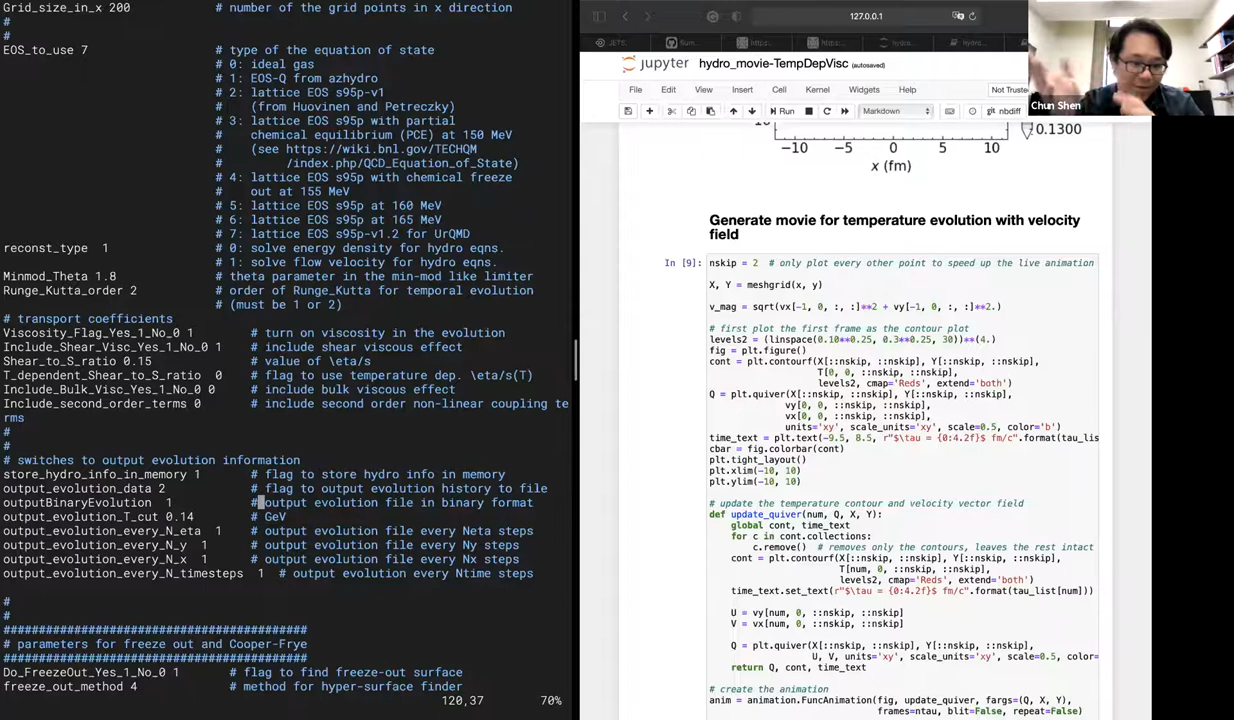 Grid_size_in_x 200 # number of the grid points in x direction
#
#
EOS_to_use 7 # type of the equation of state
# 0: ideal gas
# 1: EOS-Q from azhydro
# 2: lattice EOS s95p-v1
# (from Huovinen and Petreczky)
# 3: lattice EOS s95p with partial
# chemical equilibrium (PCE) at 150 MeV
# (see https://wiki.bnl.gov/TECHQM
# /index.php/QCD_Equation_of_State)
# 4: lattice EOS s95p with chemical freeze
# out at 155 MeV
# 5: lattice EOS s95p at 160 MeV
# 6: lattice EOS s95p at 165 MeV
# 7: lattice EOS s95p-v1.2 for UrQMD
reconst_type 1 # 0: solve energy density for hydro eqns.
# 1: solve flow velocity for hydro eqns.
Minmod_Theta 1.8 # theta parameter in the min-mod like limiter
Runge_Kutta_order 2 # order of Runge_Kutta for temporal evolution
# (must be 1 or 2)
# transport coefficients
Viscosity_Flag_Yes_1_No_0 1 # turn on viscosity in the evolution
Include_Shear_Visc_Yes_1_No_0 1 # include shear viscous effect
Shear_to_S_ratio 0.15 # value of \eta/s
T_dependent_Shear_to_S_ratio 0 # flag to use temperature dep. \eta/s(T)
Include_Bulk_Visc_Yes_1_No_0 0 # include bulk viscous effect
Include_second_order_terms 0 # include second order non-linear coupling te
rms
#
#
# switches to output evolution information
store_hydro_info_in_memory 1 # flag to store hydro info in memory
output_evolution_data 2 # flag to output evolution history to file
outputBinaryEvolution 1 # output evolution file in binary format
output_evolution_T_cut 0.14 # GeV
output_evolution_every_N_eta 1 # output evolution file every Neta steps
output_evolution_every_N_y 1 # output evolution file every Ny steps
output_evolution_every_N_x 1 # output evolution file every Nx steps
output_evolution_every_N_timesteps 1 # output evolution every Ntime steps
#
#
###########################################
# parameters for freeze out and Cooper-Frye
###########################################
Do_FreezeOut_Yes_1_No_0 1 # flag to find freeze-out surface
freeze_out_method 4 # method for hyper-surface finder
120,37 70%
127.0.0.1
JETS
Num
https:
https:
hydro
hydro
Chun Shen
jupyter hydro_movie-TempDepVisc (autosaved)
File Edit View Insert Cell Kernel Widgets Help
Not Trusted
Run
Markdown
nbdiff
−10 −5 0 5 10
0.1300
x (fm)
Generate movie for temperature evolution with velocity
field
In [9]: nskip = 2 # only plot every other point to speed up the live animation
X, Y = meshgrid(x, y)
v_mag = sqrt(vx[-1, 0, :, :]**2 + vy[-1, 0, :, :]**2.)
# first plot the first frame as the contour plot
levels2 = (linspace(0.10**0.25, 0.3**0.25, 30))**(4.)
fig = plt.figure()
cont = plt.contourf(X[::nskip, ::nskip], Y[::nskip, ::nskip],
T[0, 0, ::nskip, ::nskip],
levels2, cmap='Reds', extend='both')
Q = plt.quiver(X[::nskip, ::nskip], Y[::nskip, ::nskip],
vy[0, 0, ::nskip, ::nskip],
vx[0, 0, ::nskip, ::nskip],
units='xy', scale_units='xy', scale=0.5, color='b')
time_text = plt.text(-9.5, 8.5, r"$\tau = {0:4.2f}$ fm/c".format(tau_lis
cbar = fig.colorbar(cont)
plt.tight_layout()
plt.xlim(-10, 10)
plt.ylim(-10, 10)
# update the temperature contour and velocity vector field
def update_quiver(num, Q, X, Y):
global cont, time_text
for c in cont.collections:
c.remove() # removes only the contours, leaves the rest intact
cont = plt.contourf(X[::nskip, ::nskip], Y[::nskip, ::nskip],
T[num, 0, ::nskip, ::nskip],
levels2, cmap='Reds', extend='both')
time_text.set_text(r"$\tau = {0:4.2f}$ fm/c".format(tau_list[num]))
U = vy[num, 0, ::nskip, ::nskip]
V = vx[num, 0, ::nskip, ::nskip]
Q = plt.quiver(X[::nskip, ::nskip], Y[::nskip, ::nskip],
U, V, units='xy', scale_units='xy', scale=0.5, color=
return Q, cont, time_text
# create the animation
anim = animation.FuncAnimation(fig, update_quiver, fargs=(Q, X, Y),
frames=ntau, blit=False, repeat=False)